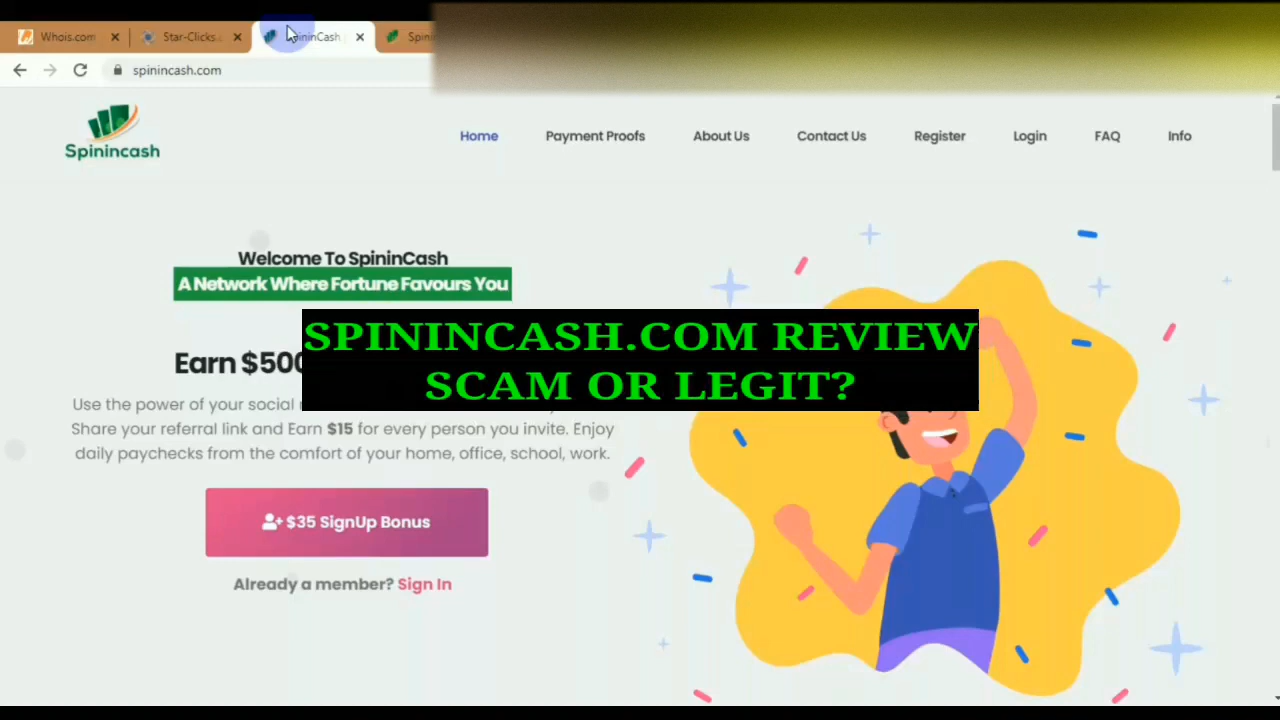 Whois.com
Star-Clicks.
ininCash
Spinin
spinincash.com
Spinincash
Home
Payment Proofs
About Us
Contact Us
Register
Login
FAQ
Info
Welcome To SpininCash
A Network Where Fortune Favours You
SPININCASH.COM REVIEW
SCAM OR LEGIT?
Earn $500
Use the power of your social
Share your referral link and Earn $15 for every person you invite. Enjoy
daily paychecks from the comfort of your home, office, school, work.
$35 SignUp Bonus
Already a member? Sign In